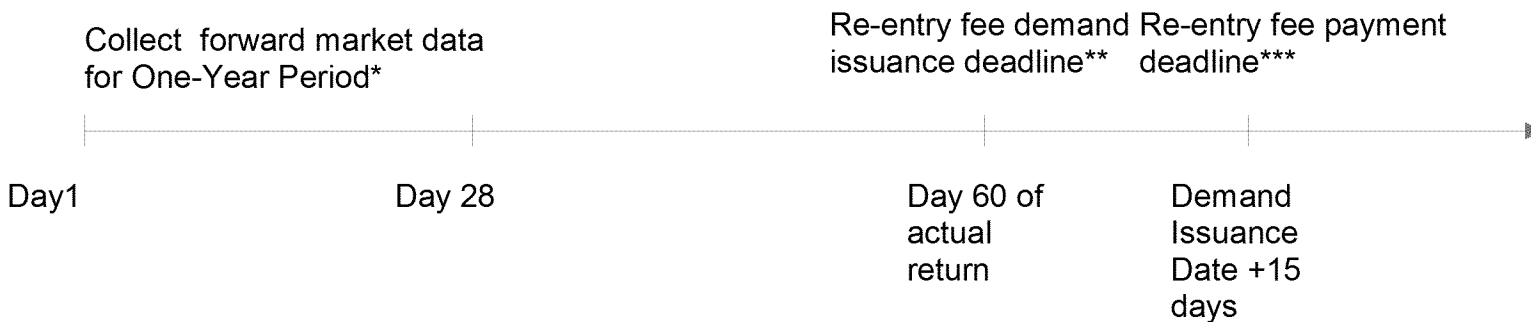 Collect forward market data
for One-Year Period*
Re-entry fee demand
issuance deadline**
Re-entry fee payment
deadline***
Day1
Day 28
Day 60 of
actual
return
Demand
Issuance
Date +15
days